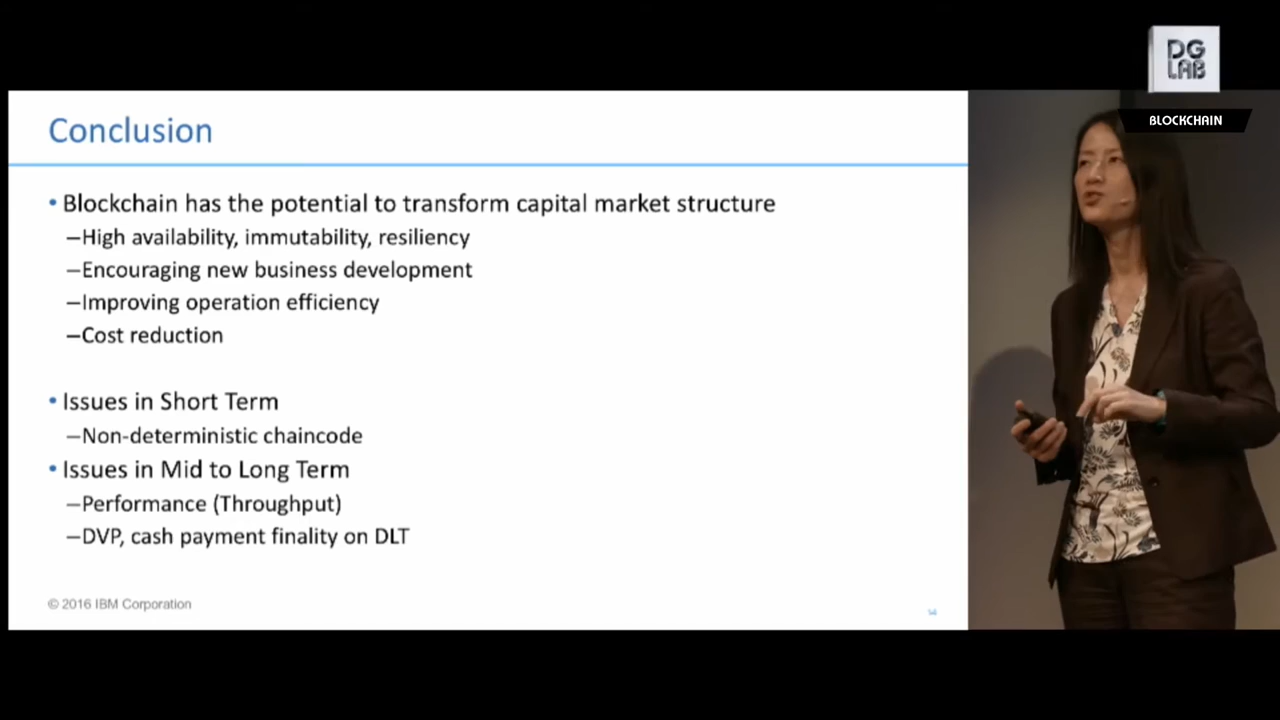 DG
LAB
BLOCKCHAIN
Conclusion
• Blockchain has the potential to transform capital market structure
–High availability, immutability, resiliency
–Encouraging new business development
–Improving operation efficiency
–Cost reduction
• Issues in Short Term
–Non-deterministic chaincode
• Issues in Mid to Long Term
–Performance (Throughput)
–DVP, cash payment finality on DLT
© 2016 IBM Corporation